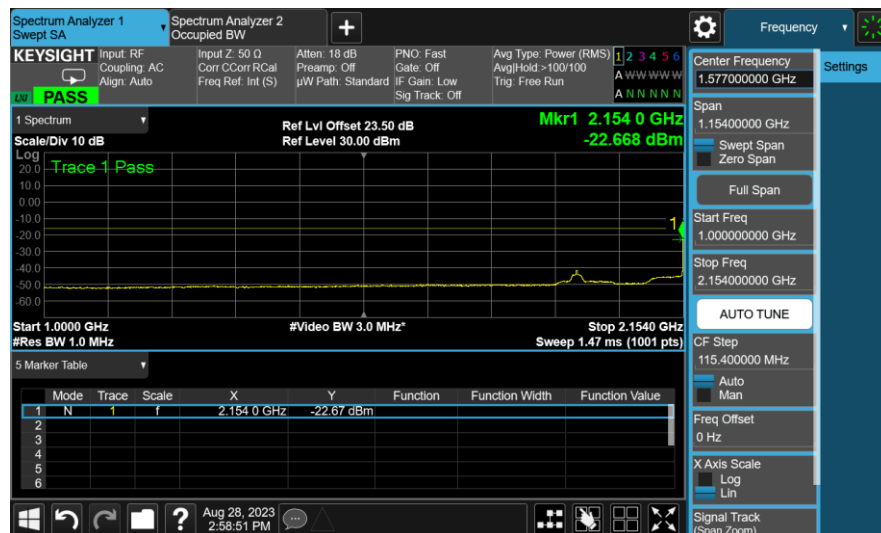 Spectrum Analyzer 1
Swept SA
Spectrum Analyzer 2
Occupied BW
Frequency
KEYSIGHT
LXI
PASS
Input: RF
Coupling: AC
Align: Auto
Input Z: 50 Ω
Corr CCorr RCal
Freq Ref: Int (S)
Atten: 18 dB
Preamp: Off
µW Path: Standard
PNO: Fast
Gate: Off
IF Gain: Low
Sig Track: Off
Avg Type: Power (RMS)
Avg|Hold:>100/100
Trig: Free Run
1 2 3 4 5 6
A W W W W W
A N N N N N
1 Spectrum
Scale/Div 10 dB
Ref Lvl Offset 23.50 dB
Ref Level 30.00 dBm
Mkr1 2.154 0 GHz
-22.668 dBm
Log
Trace 1 Pass
20.0
10.0
0.00
-10.0
-20.0
-30.0
-40.0
-50.0
-60.0
1
Start 1.0000 GHz
#Res BW 1.0 MHz
#Video BW 3.0 MHz*
Stop 2.1540 GHz
Sweep 1.47 ms (1001 pts)
5 Marker Table
Mode Trace Scale X Y Function Function Width Function Value
1 N 1 f 2.154 0 GHz -22.67 dBm
2
3
4
5
6
Aug 28, 2023
2:58:51 PM
?
Center Frequency
1.577000000 GHz
Span
1.15400000 GHz
Swept Span
Zero Span
Full Span
Start Freq
1.000000000 GHz
Stop Freq
2.154000000 GHz
AUTO TUNE
CF Step
115.400000 MHz
Auto
Man
Freq Offset
0 Hz
X Axis Scale
Log
Lin
Signal Track
(Span Zoom)
Settings